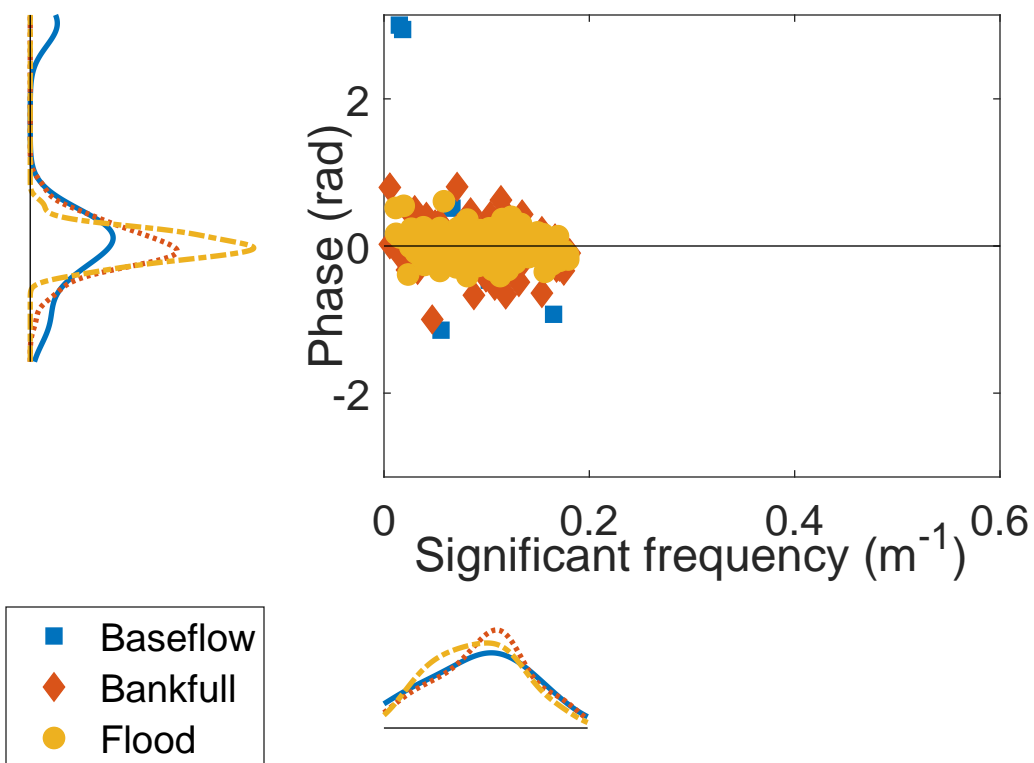 2
0
-2
Phase (rad)
0 0.2 0.4 0.6
Significant frequency (m⁻¹)
Baseflow
Bankfull
Flood